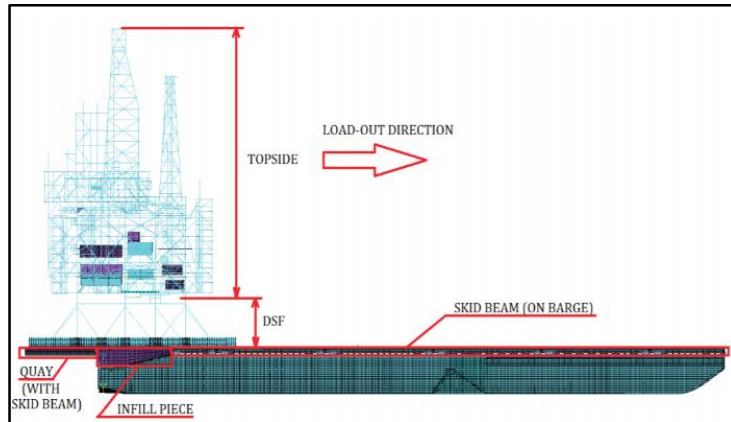 LOAD-OUT DIRECTION
TOPSIDE
SKID BEAM (ON BARGE)
DSF
QUAY
(WITH
SKID BEAM)
INFILL PIECE